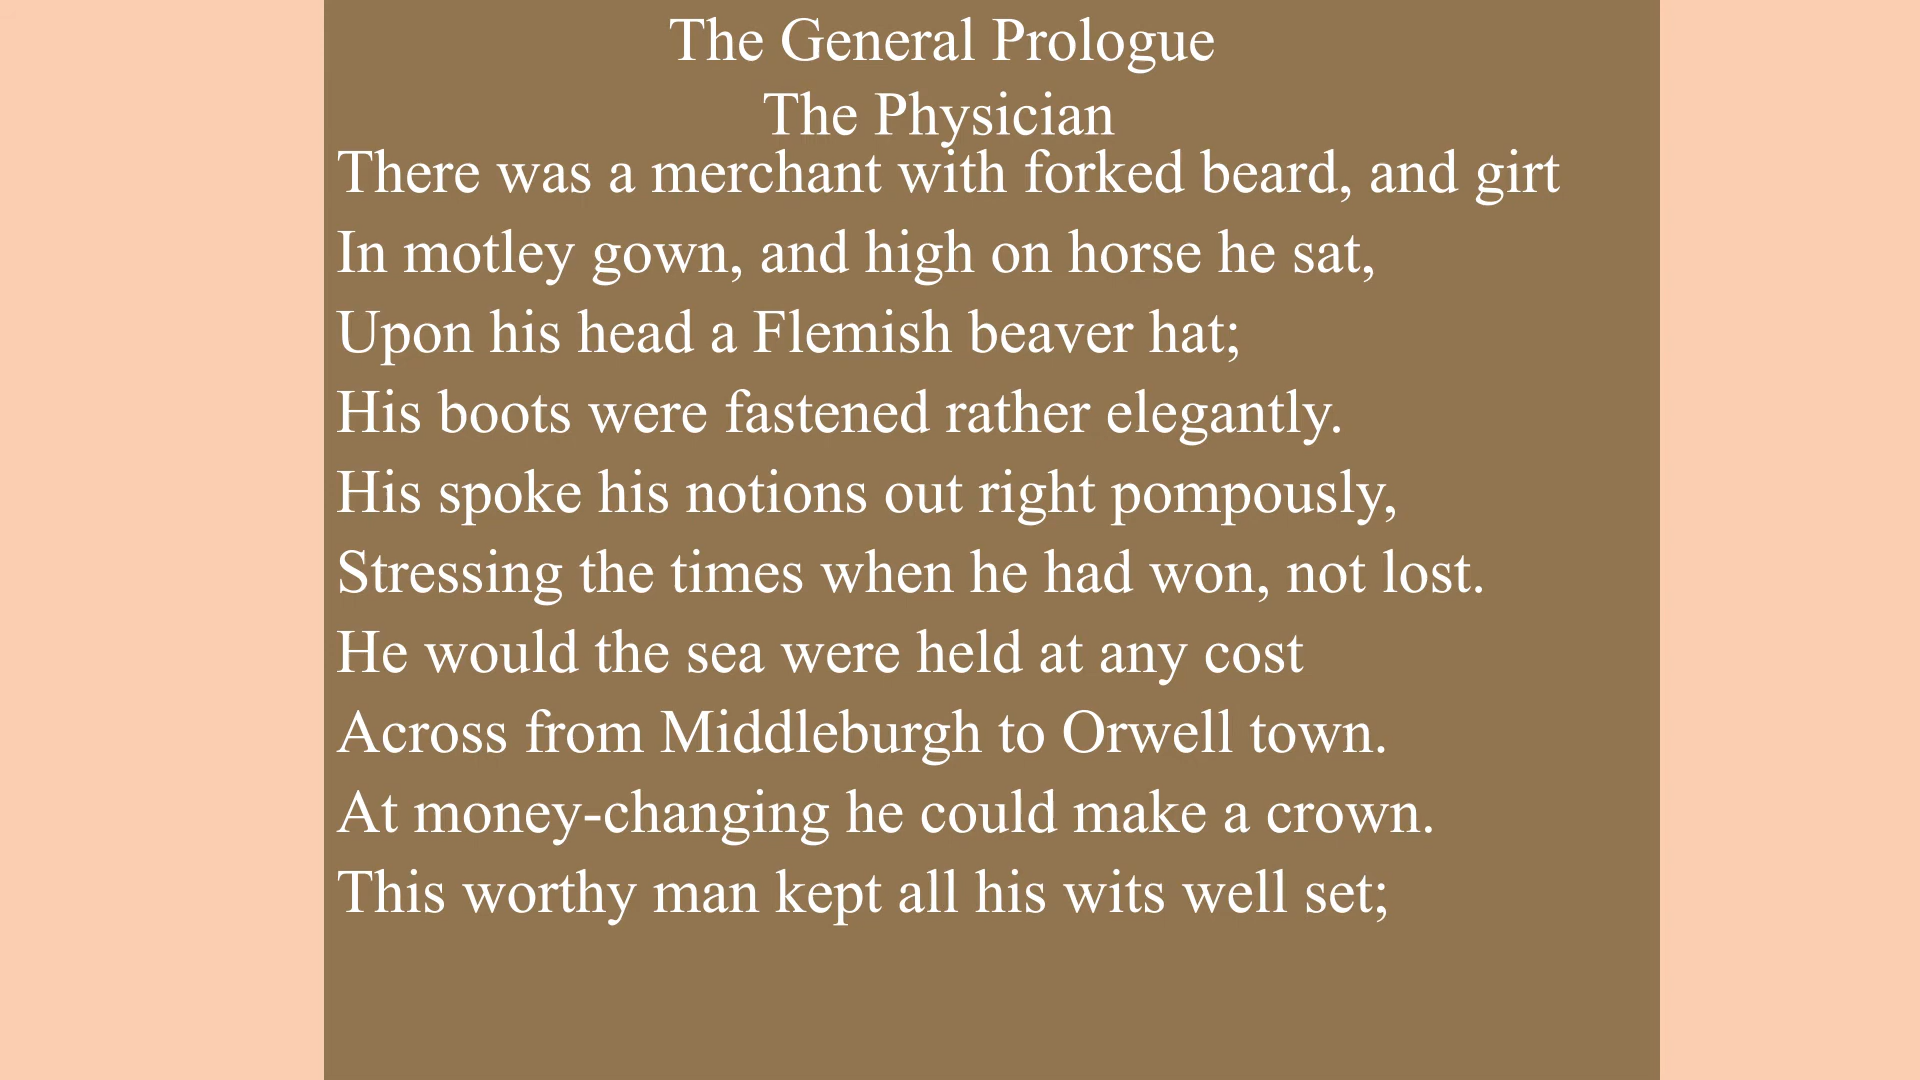 The General Prologue
The Physician
There was a merchant with forked beard, and girt
In motley gown, and high on horse he sat,
Upon his head a Flemish beaver hat;
His boots were fastened rather elegantly.
His spoke his notions out right pompously,
Stressing the times when he had won, not lost.
He would the sea were held at any cost
Across from Middleburgh to Orwell town.
At money-changing he could make a crown.
This worthy man kept all his wits well set;